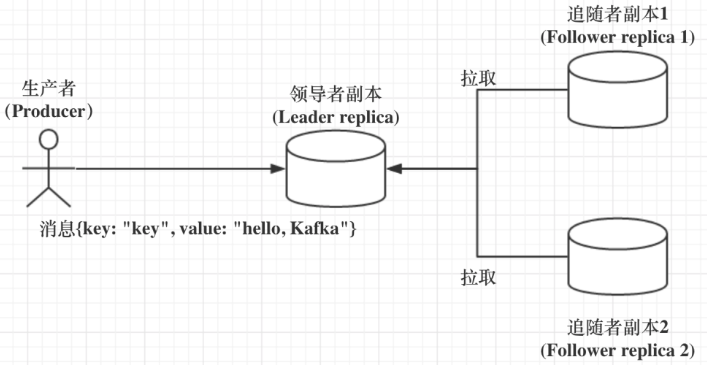 追随者副本1
(Follower replica 1)
拉取
生产者
(Producer)
领导者副本
(Leader replica)
消息{key: "key", value: "hello, Kafka"}
拉取
追随者副本2
(Follower replica 2)